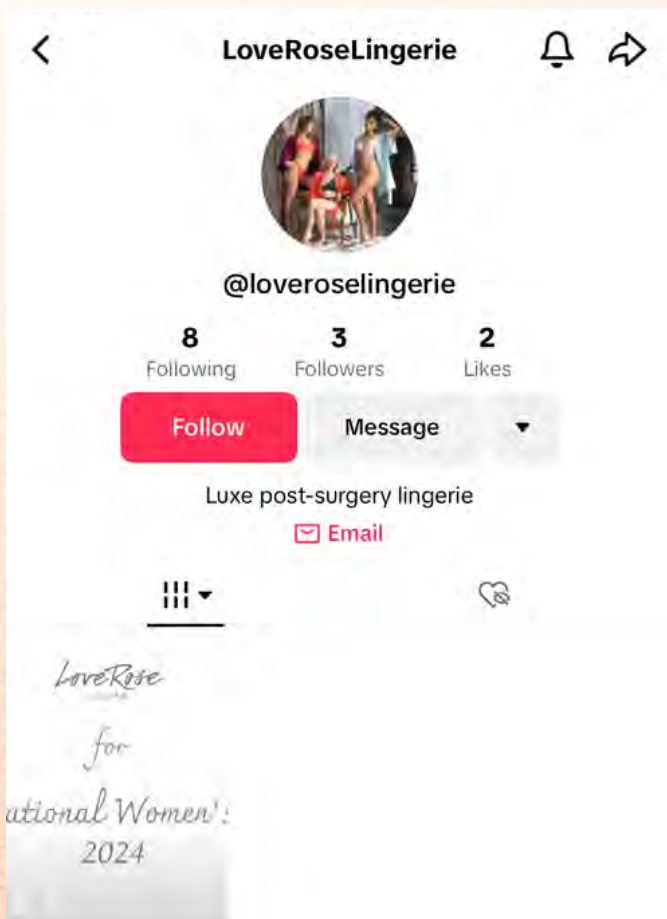 LoveRoseLingerie
@loveroselingerie
8 3 2
Following Followers Likes
Follow Message
Luxe post-surgery lingerie
Email
LoveRose
for
ational Women':
2024